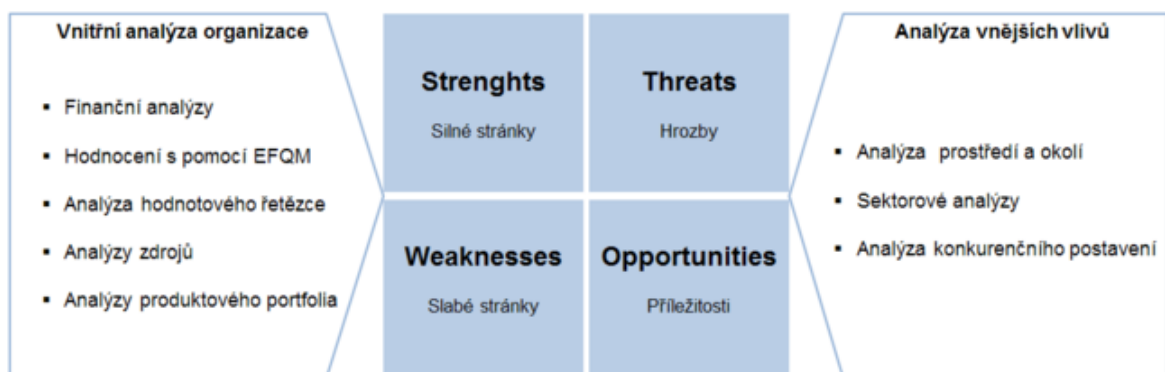 Vnitřní analýza organizace
▪ Finanční analýzy
▪ Hodnocení s pomocí EFQM
▪ Analýza hodnotového řetězce
▪ Analýzy zdrojů
▪ Analýzy produktového portfolia
Strenghts
Silné stránky
Threats
Hrozby
Weaknesses
Slabé stránky
Opportunities
Příležitosti
Analýza vnějších vlivů
▪ Analýza prostředí a okolí
▪ Sektorové analýzy
▪ Analýza konkurenčního postavení